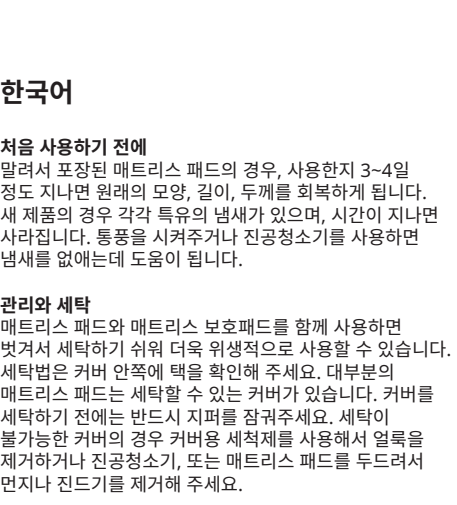 한국어
처음 사용하기 전에
말려서 포장된 매트리스 패드의 경우, 사용한지 3~4일
정도 지나면 원래의 모양, 길이, 두께를 회복하게 됩니다.
새 제품의 경우 각각 특유의 냄새가 있으며, 시간이 지나면
사라집니다. 통풍을 시켜주거나 진공청소기를 사용하면
냄새를 없애는데 도움이 됩니다.
관리와 세탁
매트리스 패드와 매트리스 보호패드를 함께 사용하면
벗겨서 세탁하기 쉬워 더욱 위생적으로 사용할 수 있습니다.
세탁법은 커버 안쪽에 택을 확인해 주세요. 대부분의
매트리스 패드는 세탁할 수 있는 커버가 있습니다. 커버를
세탁하기 전에는 반드시 지퍼를 잠궈주세요. 세탁이
불가능한 커버의 경우 커버용 세척제를 사용해서 얼룩을
제거하거나 진공청소기, 또는 매트리스 패드를 두드려서
먼지나 진드기를 제거해 주세요.